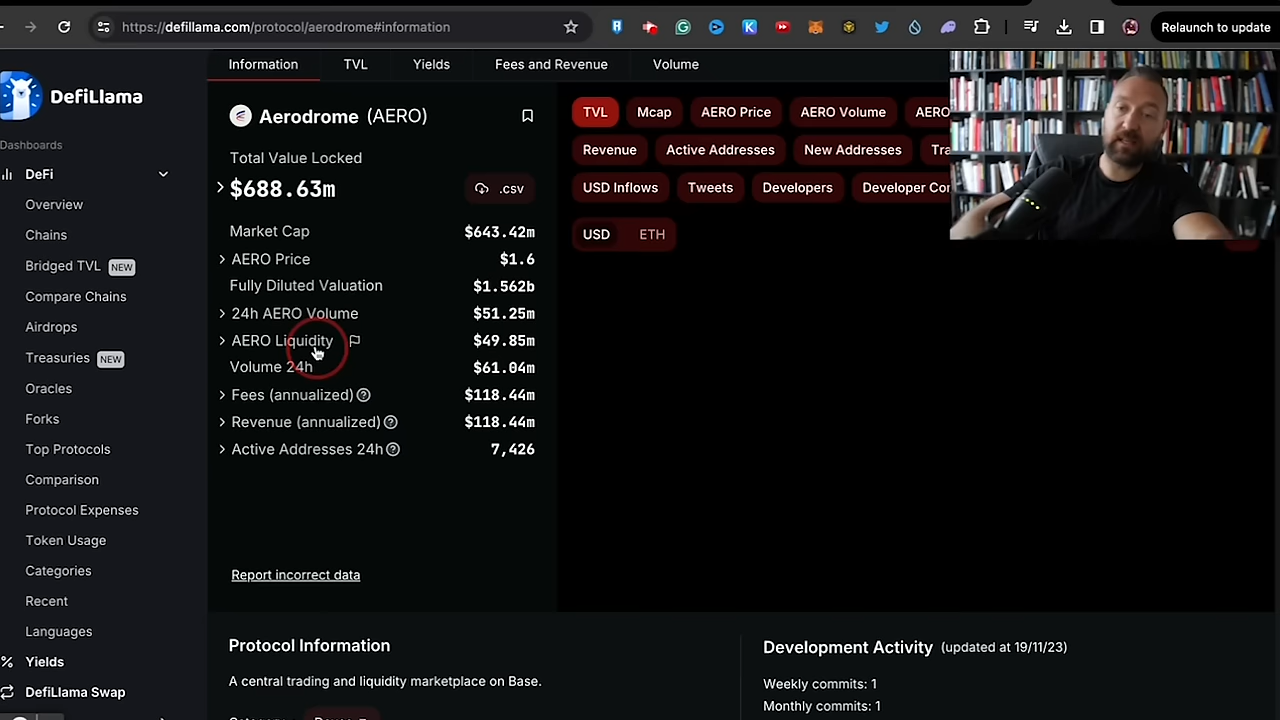 https://defillama.com/protocol/aerodrome#information
Relaunch to update
DefiLlama
Dashboards
DeFi
Overview
Chains
Bridged TVL NEW
Compare Chains
Airdrops
Treasuries NEW
Oracles
Forks
Top Protocols
Comparison
Protocol Expenses
Token Usage
Categories
Recent
Languages
Yields
DefiLlama Swap
Information TVL Yields Fees and Revenue Volume
Aerodrome (AERO)
Total Value Locked
$688.63m .csv
Market Cap $643.42m
AERO Price $1.6
Fully Diluted Valuation $1.562b
24h AERO Volume $51.25m
AERO Liquidity $49.85m
Volume 24h $61.04m
Fees (annualized) $118.44m
Revenue (annualized) $118.44m
Active Addresses 24h 7,426
Report incorrect data
TVL Mcap AERO Price AERO Volume AERO
Revenue Active Addresses New Addresses Tra
USD Inflows Tweets Developers Developer Co
USD ETH
Protocol Information
A central trading and liquidity marketplace on Base.
Development Activity (updated at 19/11/23)
Weekly commits: 1
Monthly commits: 1